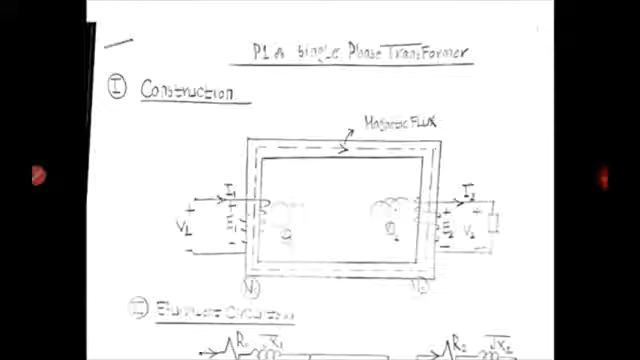 P1 : Single Phase Transformer
I Construction
Magnetic Flux
I1 I2
V1 E1 E2 V2
N1 N2
II
R1 jX1 R2 jX2